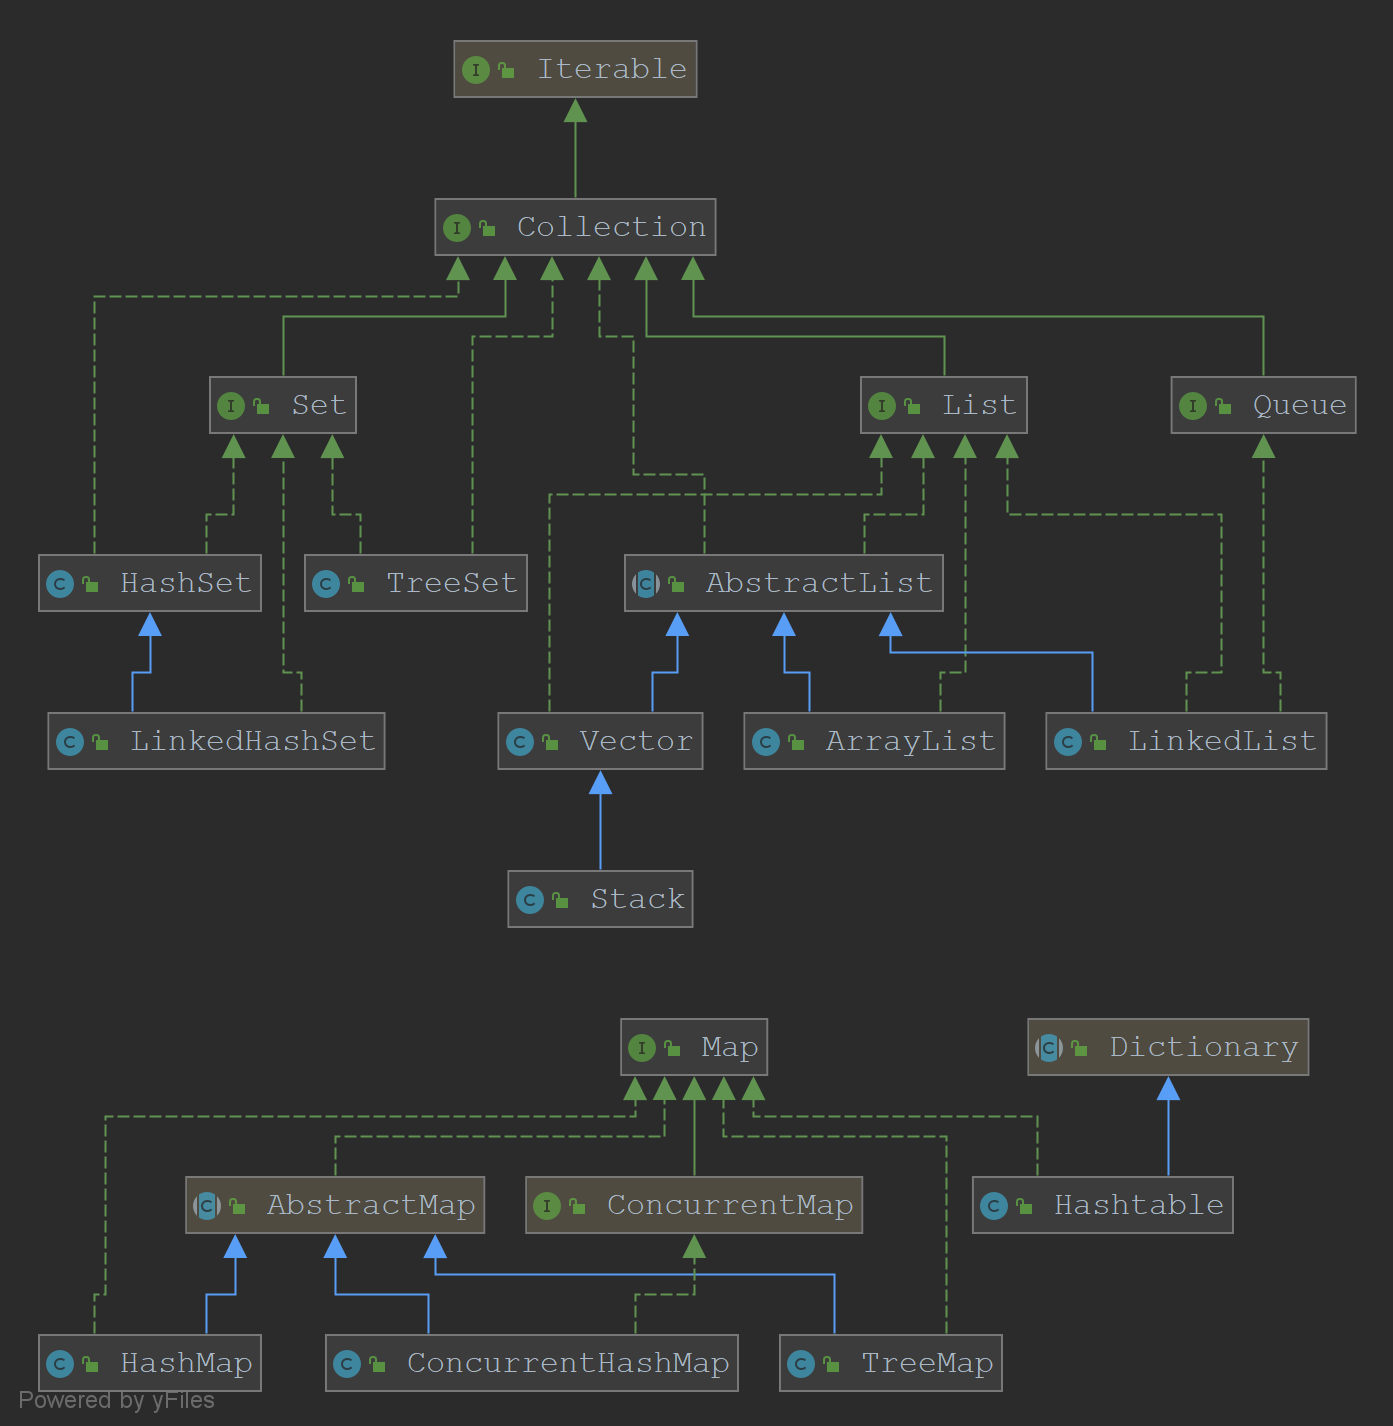 Iterable
Collection
Set
List
Queue
HashSet
TreeSet
AbstractList
LinkedHashSet
Vector
ArrayList
LinkedList
Stack
Map
Dictionary
AbstractMap
ConcurrentMap
Hashtable
HashMap
ConcurrentHashMap
TreeMap
Powered by yFiles